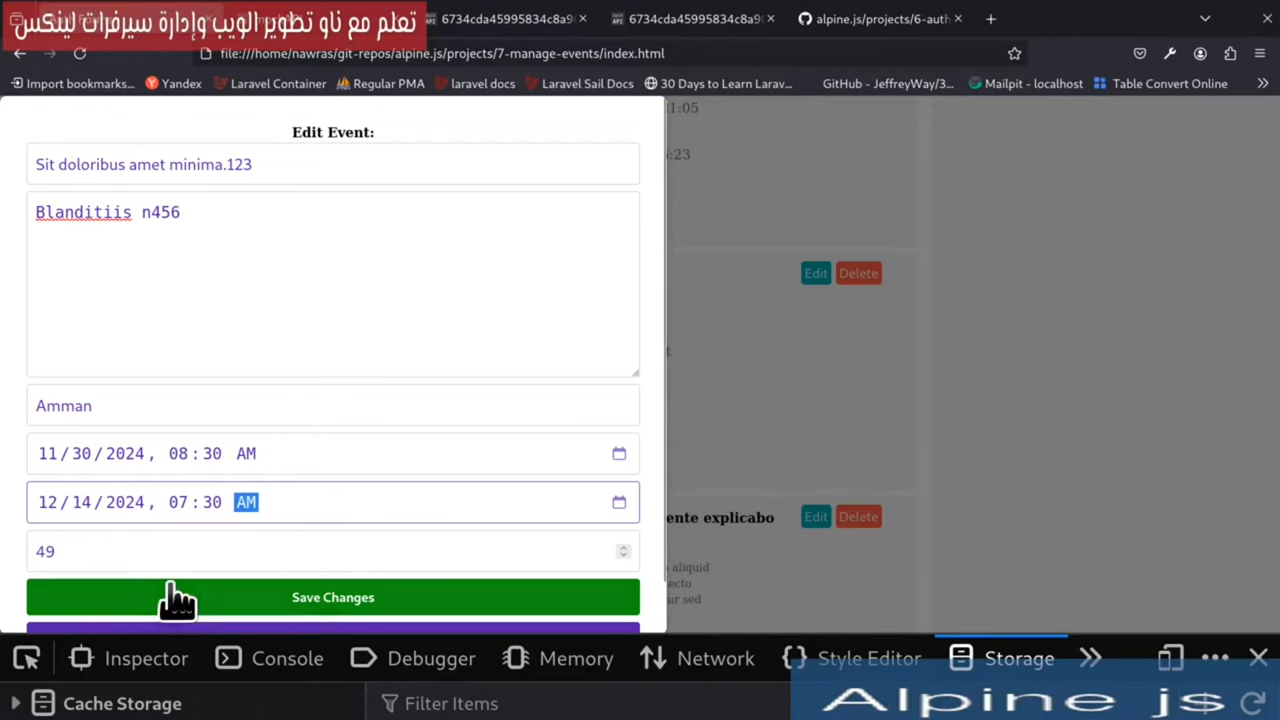 تعلم مع ناو تطوير الويب وإدارة سيرفرات لينكس
6734cda45995834c8a9
6734cda45995834c8a9
alpine.js/projects/6-auth
file:///home/nawras/git-repos/alpine.js/projects/7-manage-events/index.html
Import bookmarks...
Yandex
Laravel Container
Regular PMA
laravel docs
Laravel Sail Docs
30 Days to Learn Larav...
GitHub - JeffreyWay/3...
Mailpit - localhost
Table Convert Online
Edit Event:
Sit doloribus amet minima.123
Blanditiis n456
Amman
11/30/2024, 08:30 AM
12/14/2024, 07:30 AM
49
Save Changes
1:05
:23
Edit
Delete
t
ente explicabo
Edit
Delete
aliquid
ecto
ur sed
Inspector
Console
Debugger
Memory
Network
Style Editor
Storage
Cache Storage
Filter Items
Alpine js